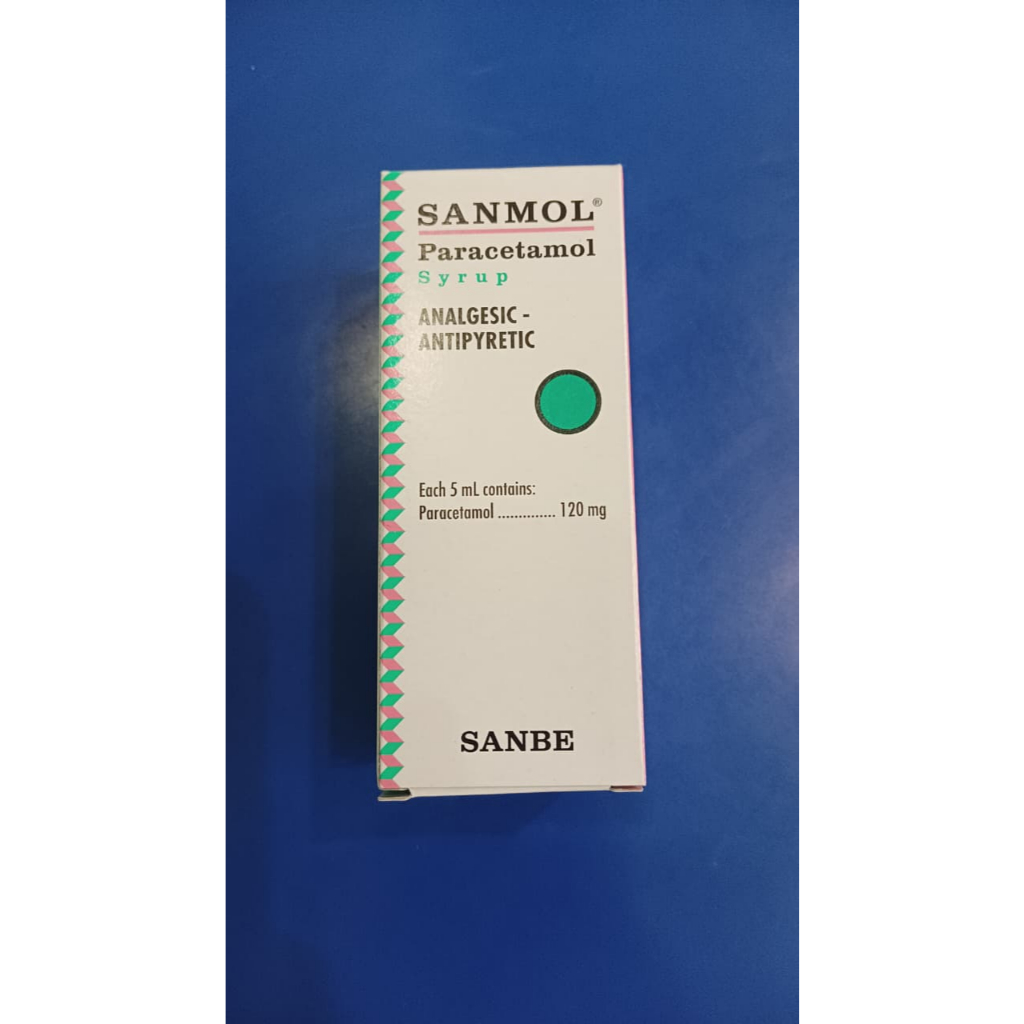 SANMOL®
Paracetamol
Syrup
ANALGESIC -
ANTIPYRETIC
Each 5 mL contains:
Paracetamol .............. 120 mg
SANBE